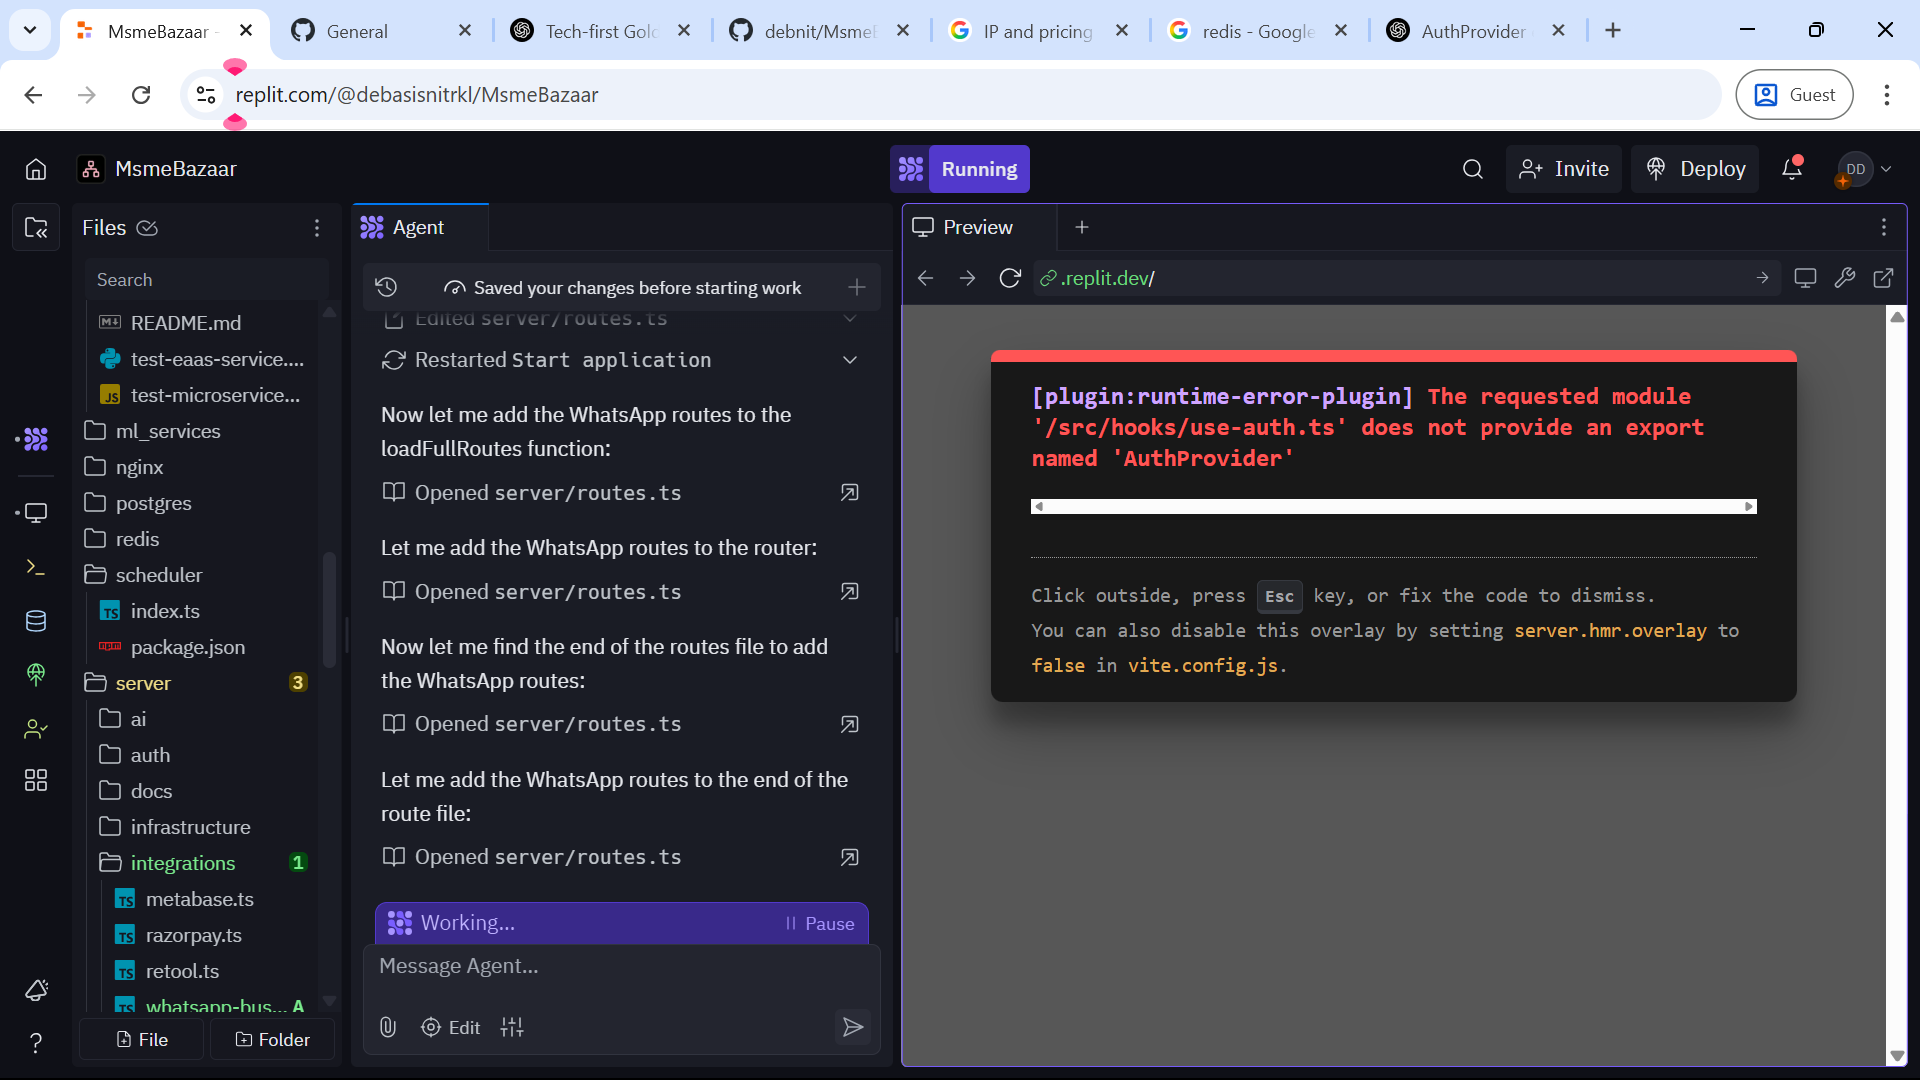 MsmeBazaar -
General
Tech-first Gold
debnit/MsmeB
IP and pricing
redis - Google
AuthProvider
replit.com/@debasisnitrkl/MsmeBazaar
Guest
MsmeBazaar
Running
Invite
Deploy
DD
Files
Search
README.md
test-eaas-service....
JS test-microservice...
ml_services
nginx
postgres
redis
scheduler
TS index.ts
package.json
server 3
ai
auth
docs
infrastructure
integrations 1
TS metabase.ts
TS razorpay.ts
TS retool.ts
TS whatsapp-bus... A
File
Folder
Agent
Saved your changes before starting work
Edited server/routes.ts
Restarted Start application
Now let me add the WhatsApp routes to the
loadFullRoutes function:
Opened server/routes.ts
Let me add the WhatsApp routes to the router:
Opened server/routes.ts
Now let me find the end of the routes file to add
the WhatsApp routes:
Opened server/routes.ts
Let me add the WhatsApp routes to the end of the
route file:
Opened server/routes.ts
Working...
Pause
Message Agent...
Edit
Preview
.replit.dev/
[plugin:runtime-error-plugin] The requested module
'/src/hooks/use-auth.ts' does not provide an export
named 'AuthProvider'
Click outside, press Esc key, or fix the code to dismiss.
You can also disable this overlay by setting server.hmr.overlay to
false in vite.config.js.